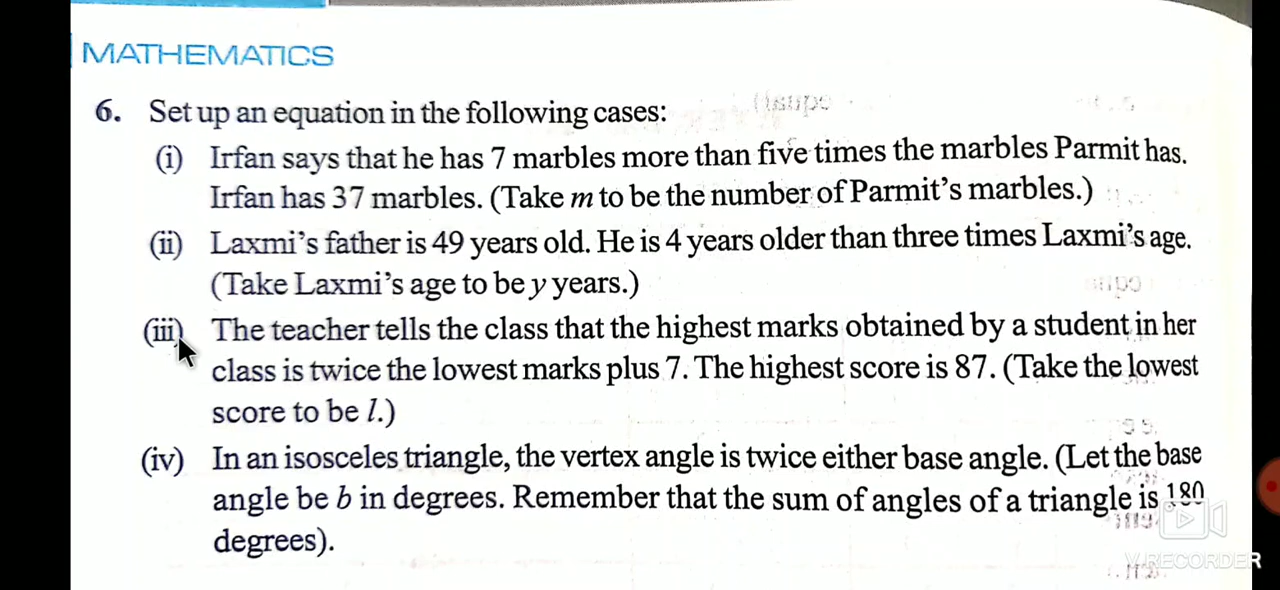 MATHEMATICS
6. Set up an equation in the following cases:
(i) Irfan says that he has 7 marbles more than five times the marbles Parmit has.
Irfan has 37 marbles. (Take m to be the number of Parmit's marbles.)
(ii) Laxmi's father is 49 years old. He is 4 years older than three times Laxmi's age.
(Take Laxmi's age to be y years.)
(iii) The teacher tells the class that the highest marks obtained by a student in her
class is twice the lowest marks plus 7. The highest score is 87. (Take the lowest
score to be l.)
(iv) In an isosceles triangle, the vertex angle is twice either base angle. (Let the base
angle be b in degrees. Remember that the sum of angles of a triangle is 180
degrees).
V RECORDER